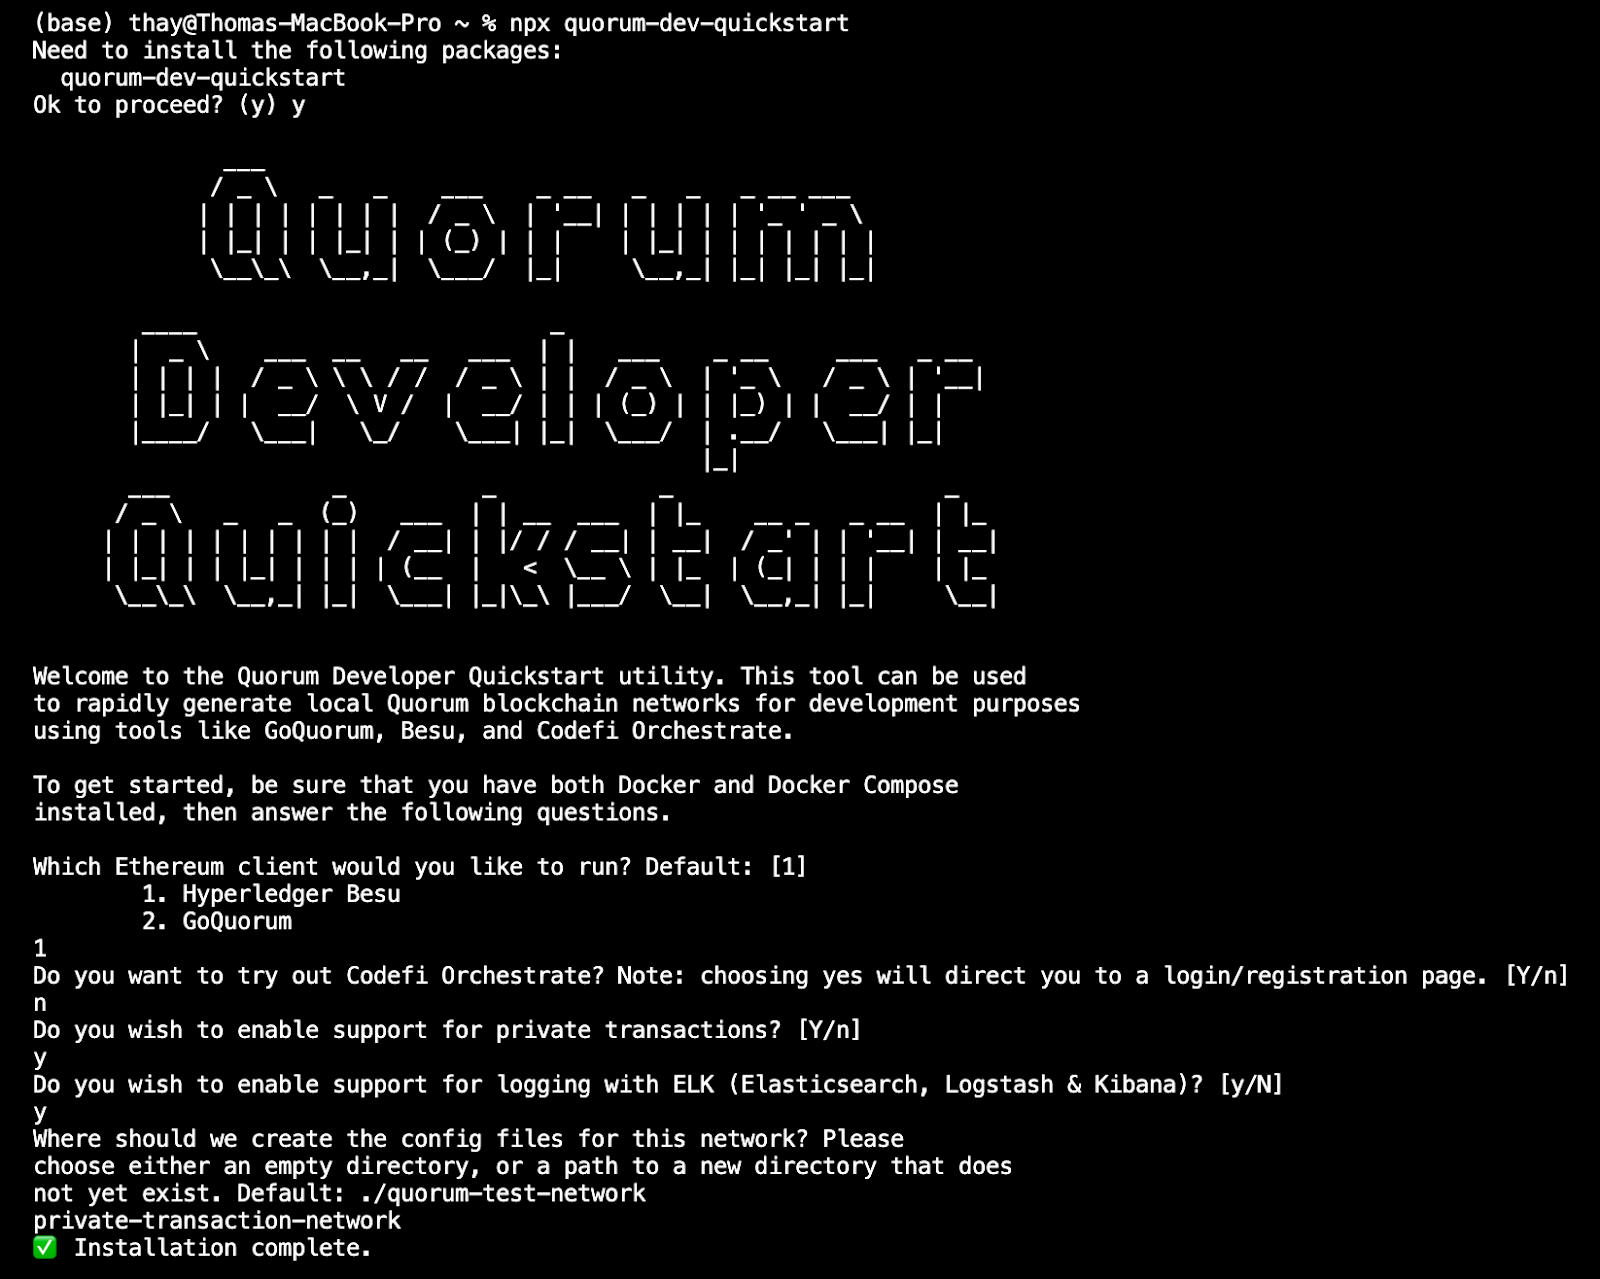 (base) thay@Thomas-MacBook-Pro ~ % npx quorum-dev-quickstart
Need to install the following packages:
  quorum-dev-quickstart
Ok to proceed? (y) y
Quorum
Developer
Quickstart
Welcome to the Quorum Developer Quickstart utility. This tool can be used
to rapidly generate local Quorum blockchain networks for development purposes
using tools like GoQuorum, Besu, and Codefi Orchestrate.
To get started, be sure that you have both Docker and Docker Compose
installed, then answer the following questions.
Which Ethereum client would you like to run? Default: [1]
        1. Hyperledger Besu
        2. GoQuorum
1
Do you want to try out Codefi Orchestrate? Note: choosing yes will direct you to a login/registration page. [Y/n]
n
Do you wish to enable support for private transactions? [Y/n]
y
Do you wish to enable support for logging with ELK (Elasticsearch, Logstash & Kibana)? [y/N]
y
Where should we create the config files for this network? Please
choose either an empty directory, or a path to a new directory that does
not yet exist. Default: ./quorum-test-network
private-transaction-network
✅ Installation complete.